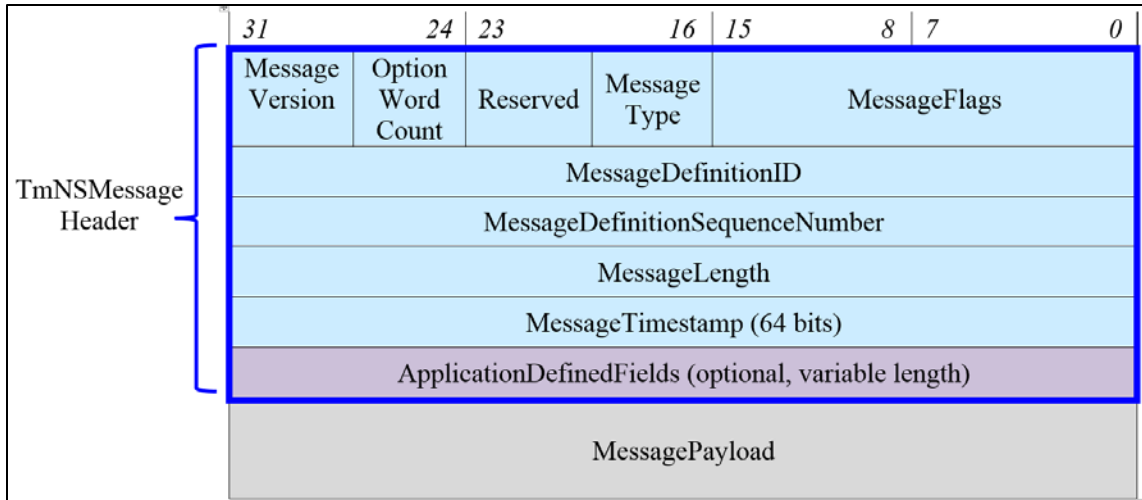 31 24 23 16 15 8 7 0
Message Version
Option Word Count
Reserved
Message Type
MessageFlags
TmNSMessage Header
MessageDefinitionID
MessageDefinitionSequenceNumber
MessageLength
MessageTimestamp (64 bits)
ApplicationDefinedFields (optional, variable length)
MessagePayload